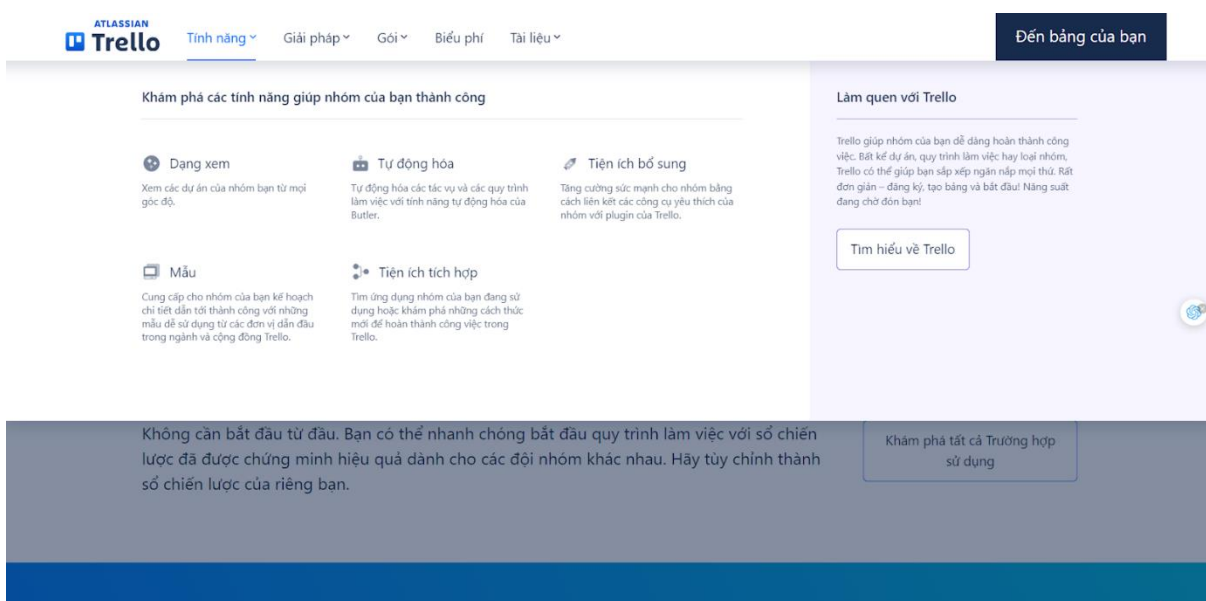 ATLASSIAN
Trello
Tính năng
Giải pháp
Gói
Biểu phí
Tài liệu
Đến bảng của bạn
Khám phá các tính năng giúp nhóm của bạn thành công
Dạng xem
Xem các dự án của nhóm bạn từ mọi
góc độ.
Tự động hóa
Tự động hóa các tác vụ và các quy trình
làm việc với tính năng tự động hóa của
Butler.
Tiện ích bổ sung
Tăng cường sức mạnh cho nhóm bằng
cách liên kết các công cụ yêu thích của
nhóm với plugin của Trello.
Mẫu
Cung cấp cho nhóm của bạn kế hoạch
chi tiết dẫn tới thành công với những
mẫu dễ sử dụng từ các đơn vị dẫn đầu
trong ngành và cộng đồng Trello.
Tiện ích tích hợp
Tìm ứng dụng nhóm của bạn đang sử
dụng hoặc khám phá những cách thức
mới để hoàn thành công việc trong
Trello.
Làm quen với Trello
Trello giúp nhóm của bạn dễ dàng hoàn thành công
việc. Bất kể dự án, quy trình làm việc hay loại nhóm,
Trello có thể giúp bạn sắp xếp ngăn nắp mọi thứ. Rất
đơn giản – đăng ký, tạo bảng và bắt đầu! Năng suất
đang chờ đón bạn!
Tìm hiểu về Trello
Không cần bắt đầu từ đầu. Bạn có thể nhanh chóng bắt đầu quy trình làm việc với sổ chiến
lược đã được chứng minh hiệu quả dành cho các đội nhóm khác nhau. Hãy tùy chỉnh thành
sổ chiến lược của riêng bạn.
Khám phá tất cả Trường hợp
sử dụng